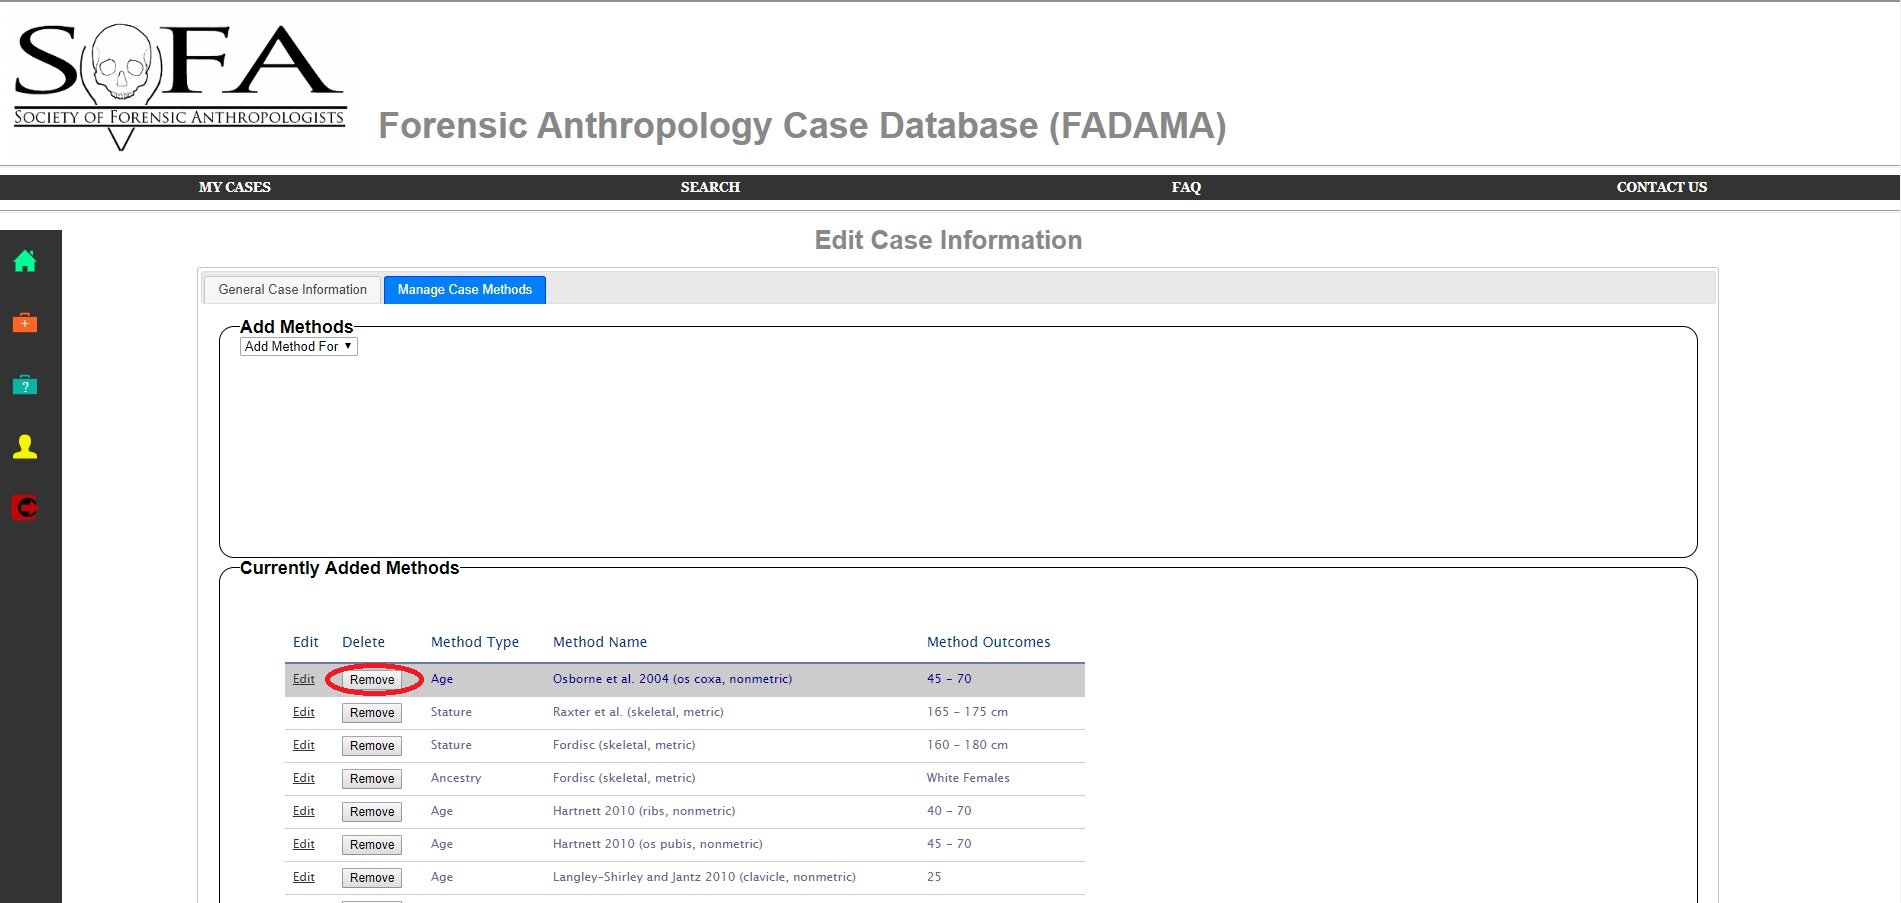 SOFA
SOCIETY OF FORENSIC ANTHROPOLOGISTS
Forensic Anthropology Case Database (FADAMA)
MY CASES SEARCH FAQ CONTACT US
Edit Case Information
General Case Information Manage Case Methods
Add Methods
Add Method For
Currently Added Methods
Edit Delete Method Type Method Name Method Outcomes
Edit Remove Age Osborne et al. 2004 (os coxa, nonmetric) 45 - 70
Edit Remove Stature Raxter et al. (skeletal, metric) 165 - 175 cm
Edit Remove Stature Fordisc (skeletal, metric) 160 - 180 cm
Edit Remove Ancestry Fordisc (skeletal, metric) White Females
Edit Remove Age Hartnett 2010 (ribs, nonmetric) 40 - 70
Edit Remove Age Hartnett 2010 (os pubis, nonmetric) 45 - 70
Edit Remove Age Langley-Shirley and Jantz 2010 (clavicle, nonmetric) 25